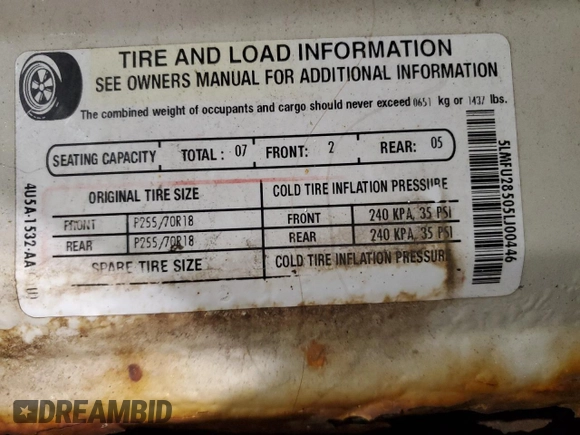 TIRE AND LOAD INFORMATION
SEE OWNERS MANUAL FOR ADDITIONAL INFORMATION
The combined weight of occupants and cargo should never exceed 0651 kg or 1437 lbs.
SEATING CAPACITY TOTAL: 07 FRONT: 2 REAR: 05
ORIGINAL TIRE SIZE COLD TIRE INFLATION PRESSURE
FRONT P255/70R18 FRONT 240 KPA, 35 PSI
REAR P255/70R18 REAR 240 KPA, 35 PSI
SPARE TIRE SIZE COLD TIRE INFLATION PRESSURE
4U5A-1532-AA
5LMFU28505LJ00446
DREAMBID